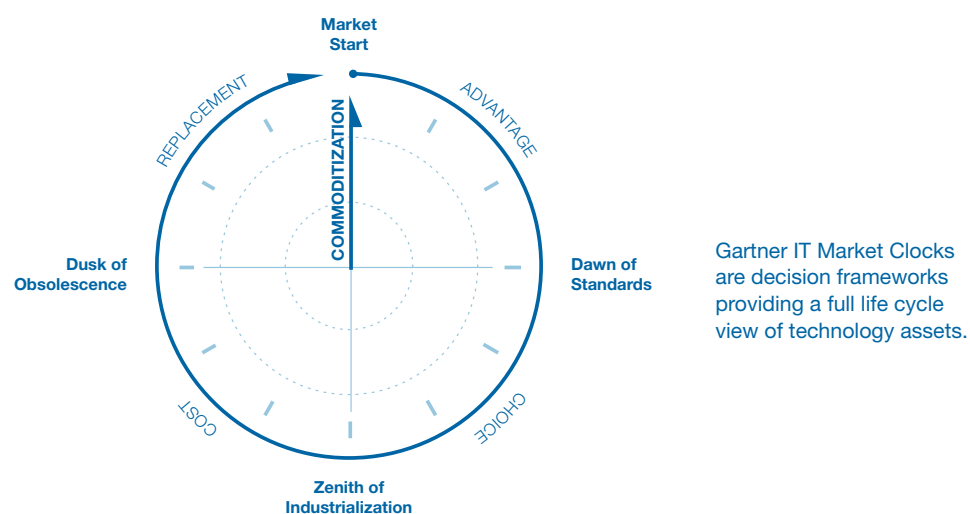 Market
Start
REPLACEMENT
ADVANTAGE
COMMODITIZATION
Dusk of
Obsolescence
Dawn of
Standards
Gartner IT Market Clocks
are decision frameworks
providing a full life cycle
view of technology assets.
COST
CHOICE
Zenith of
Industrialization